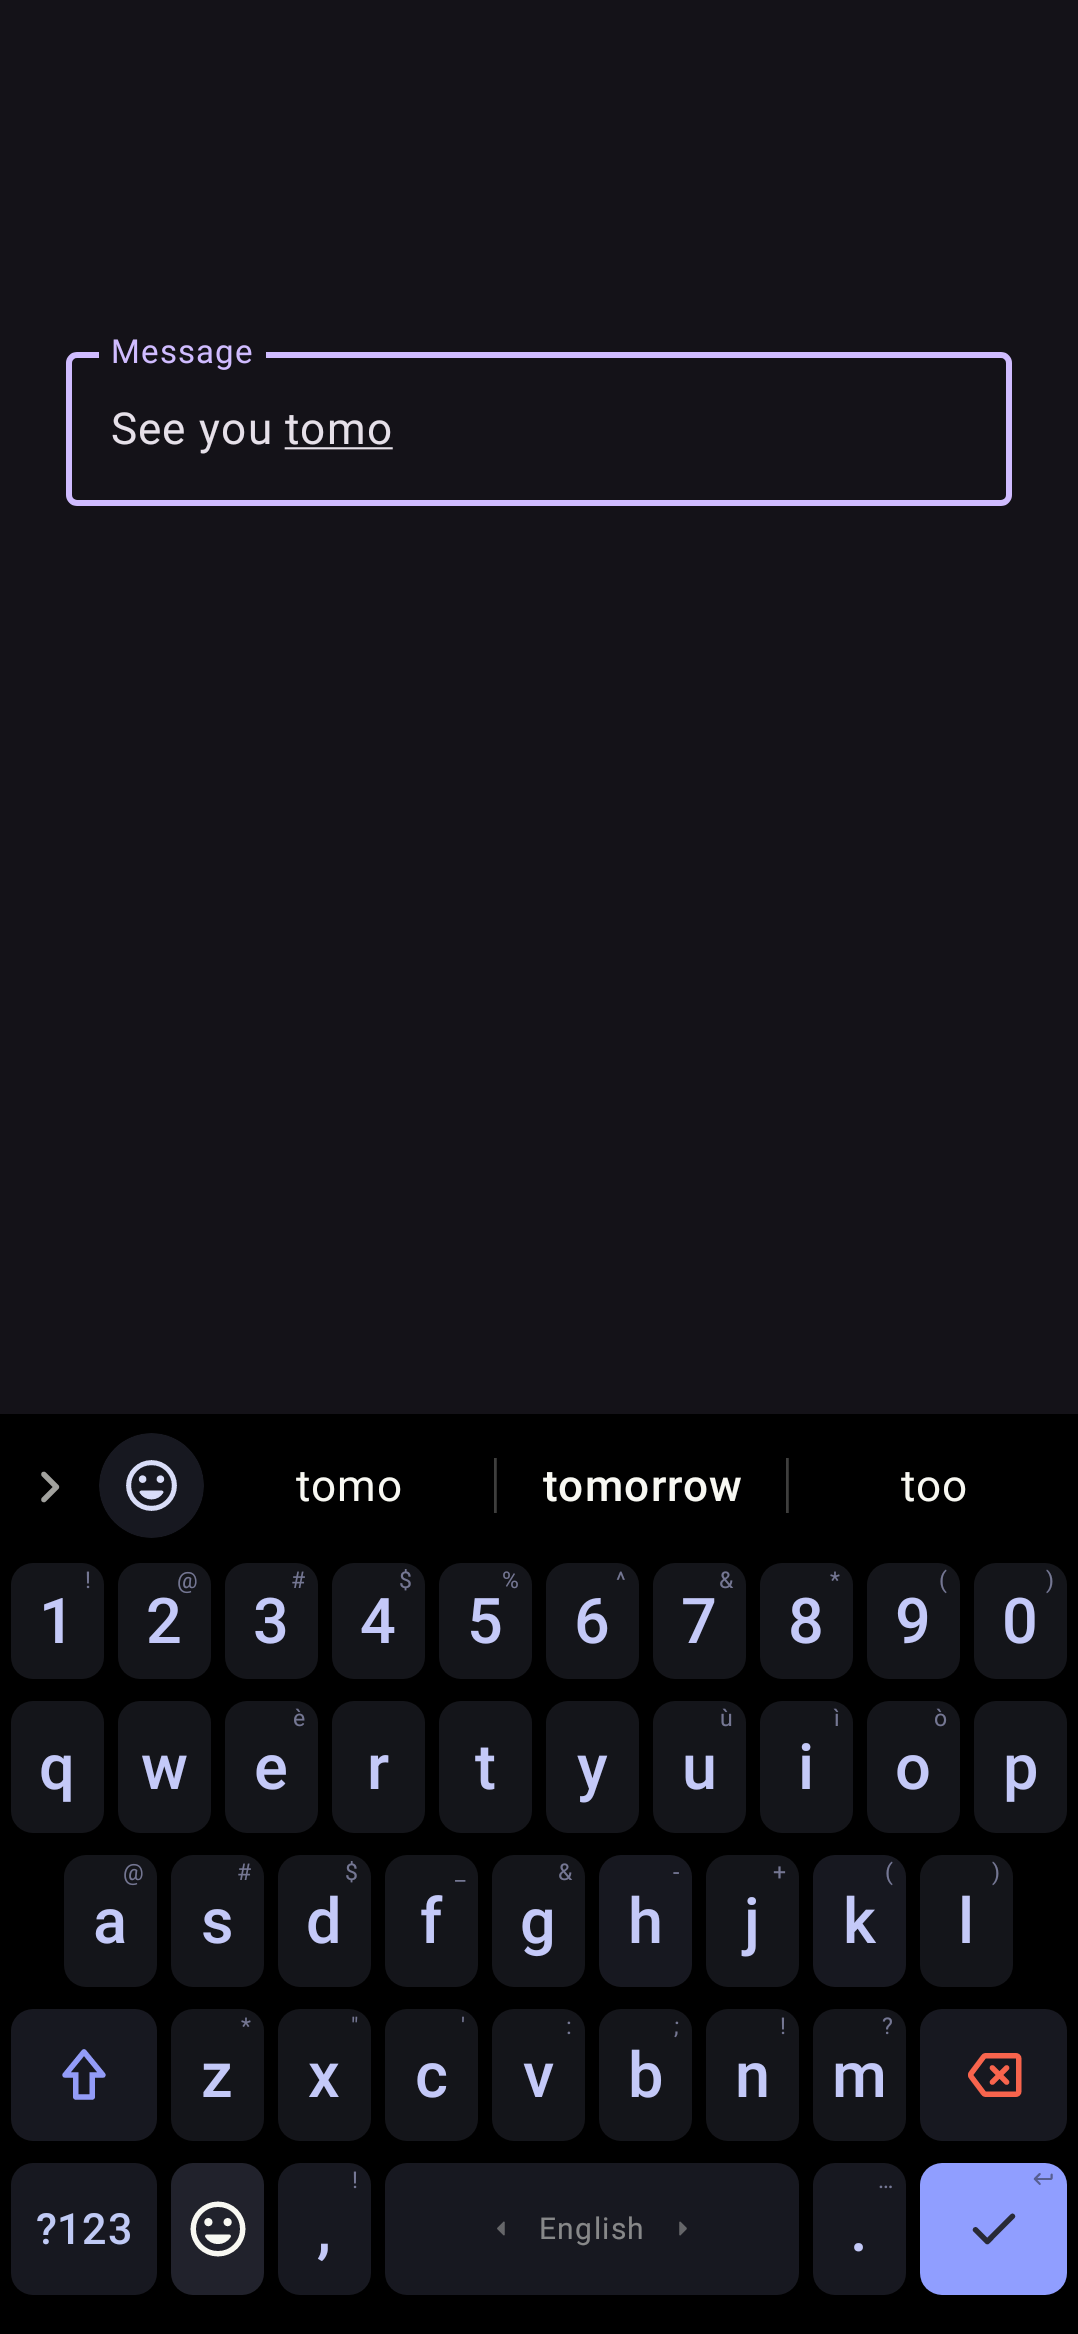 Message
See you tomo
tomo tomorrow too
1 ! 2 @ 3 # 4 $ 5 % 6 ^ 7 & 8 * 9 ( 0 )
q w e è r t y u ù i ì o ò p
a @ s # d $ f _ g & h - j + k ( l )
z * x " c ' v : b ; n ! m ?
?123 , ! English . …